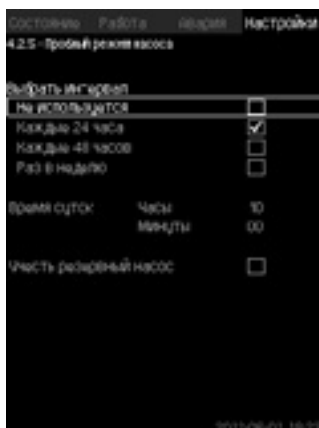 Состояние Работа Авария Настройки
4.2.5 - Пробный режим насоса
Выбрать интервал
Не используется
Каждые 24 часа
Каждые 48 часов
Раз в неделю
Время суток Часы 10
Минуты 00
Учесть резервный насос